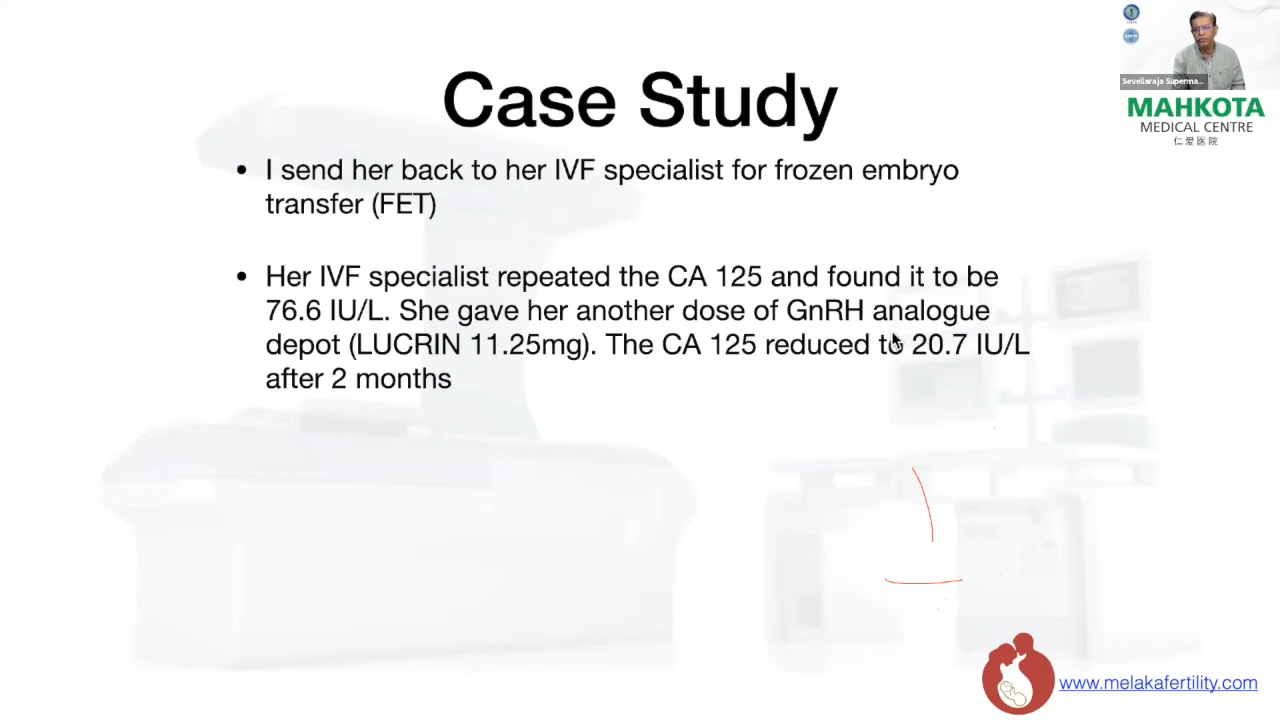 Sevellaraja Superma...
MAHKOTA
MEDICAL CENTRE
仁爱医院
Case Study
• I send her back to her IVF specialist for frozen embryo
transfer (FET)
• Her IVF specialist repeated the CA 125 and found it to be
76.6 IU/L. She gave her another dose of GnRH analogue
depot (LUCRIN 11.25mg). The CA 125 reduced to 20.7 IU/L
after 2 months
www.melakafertility.com